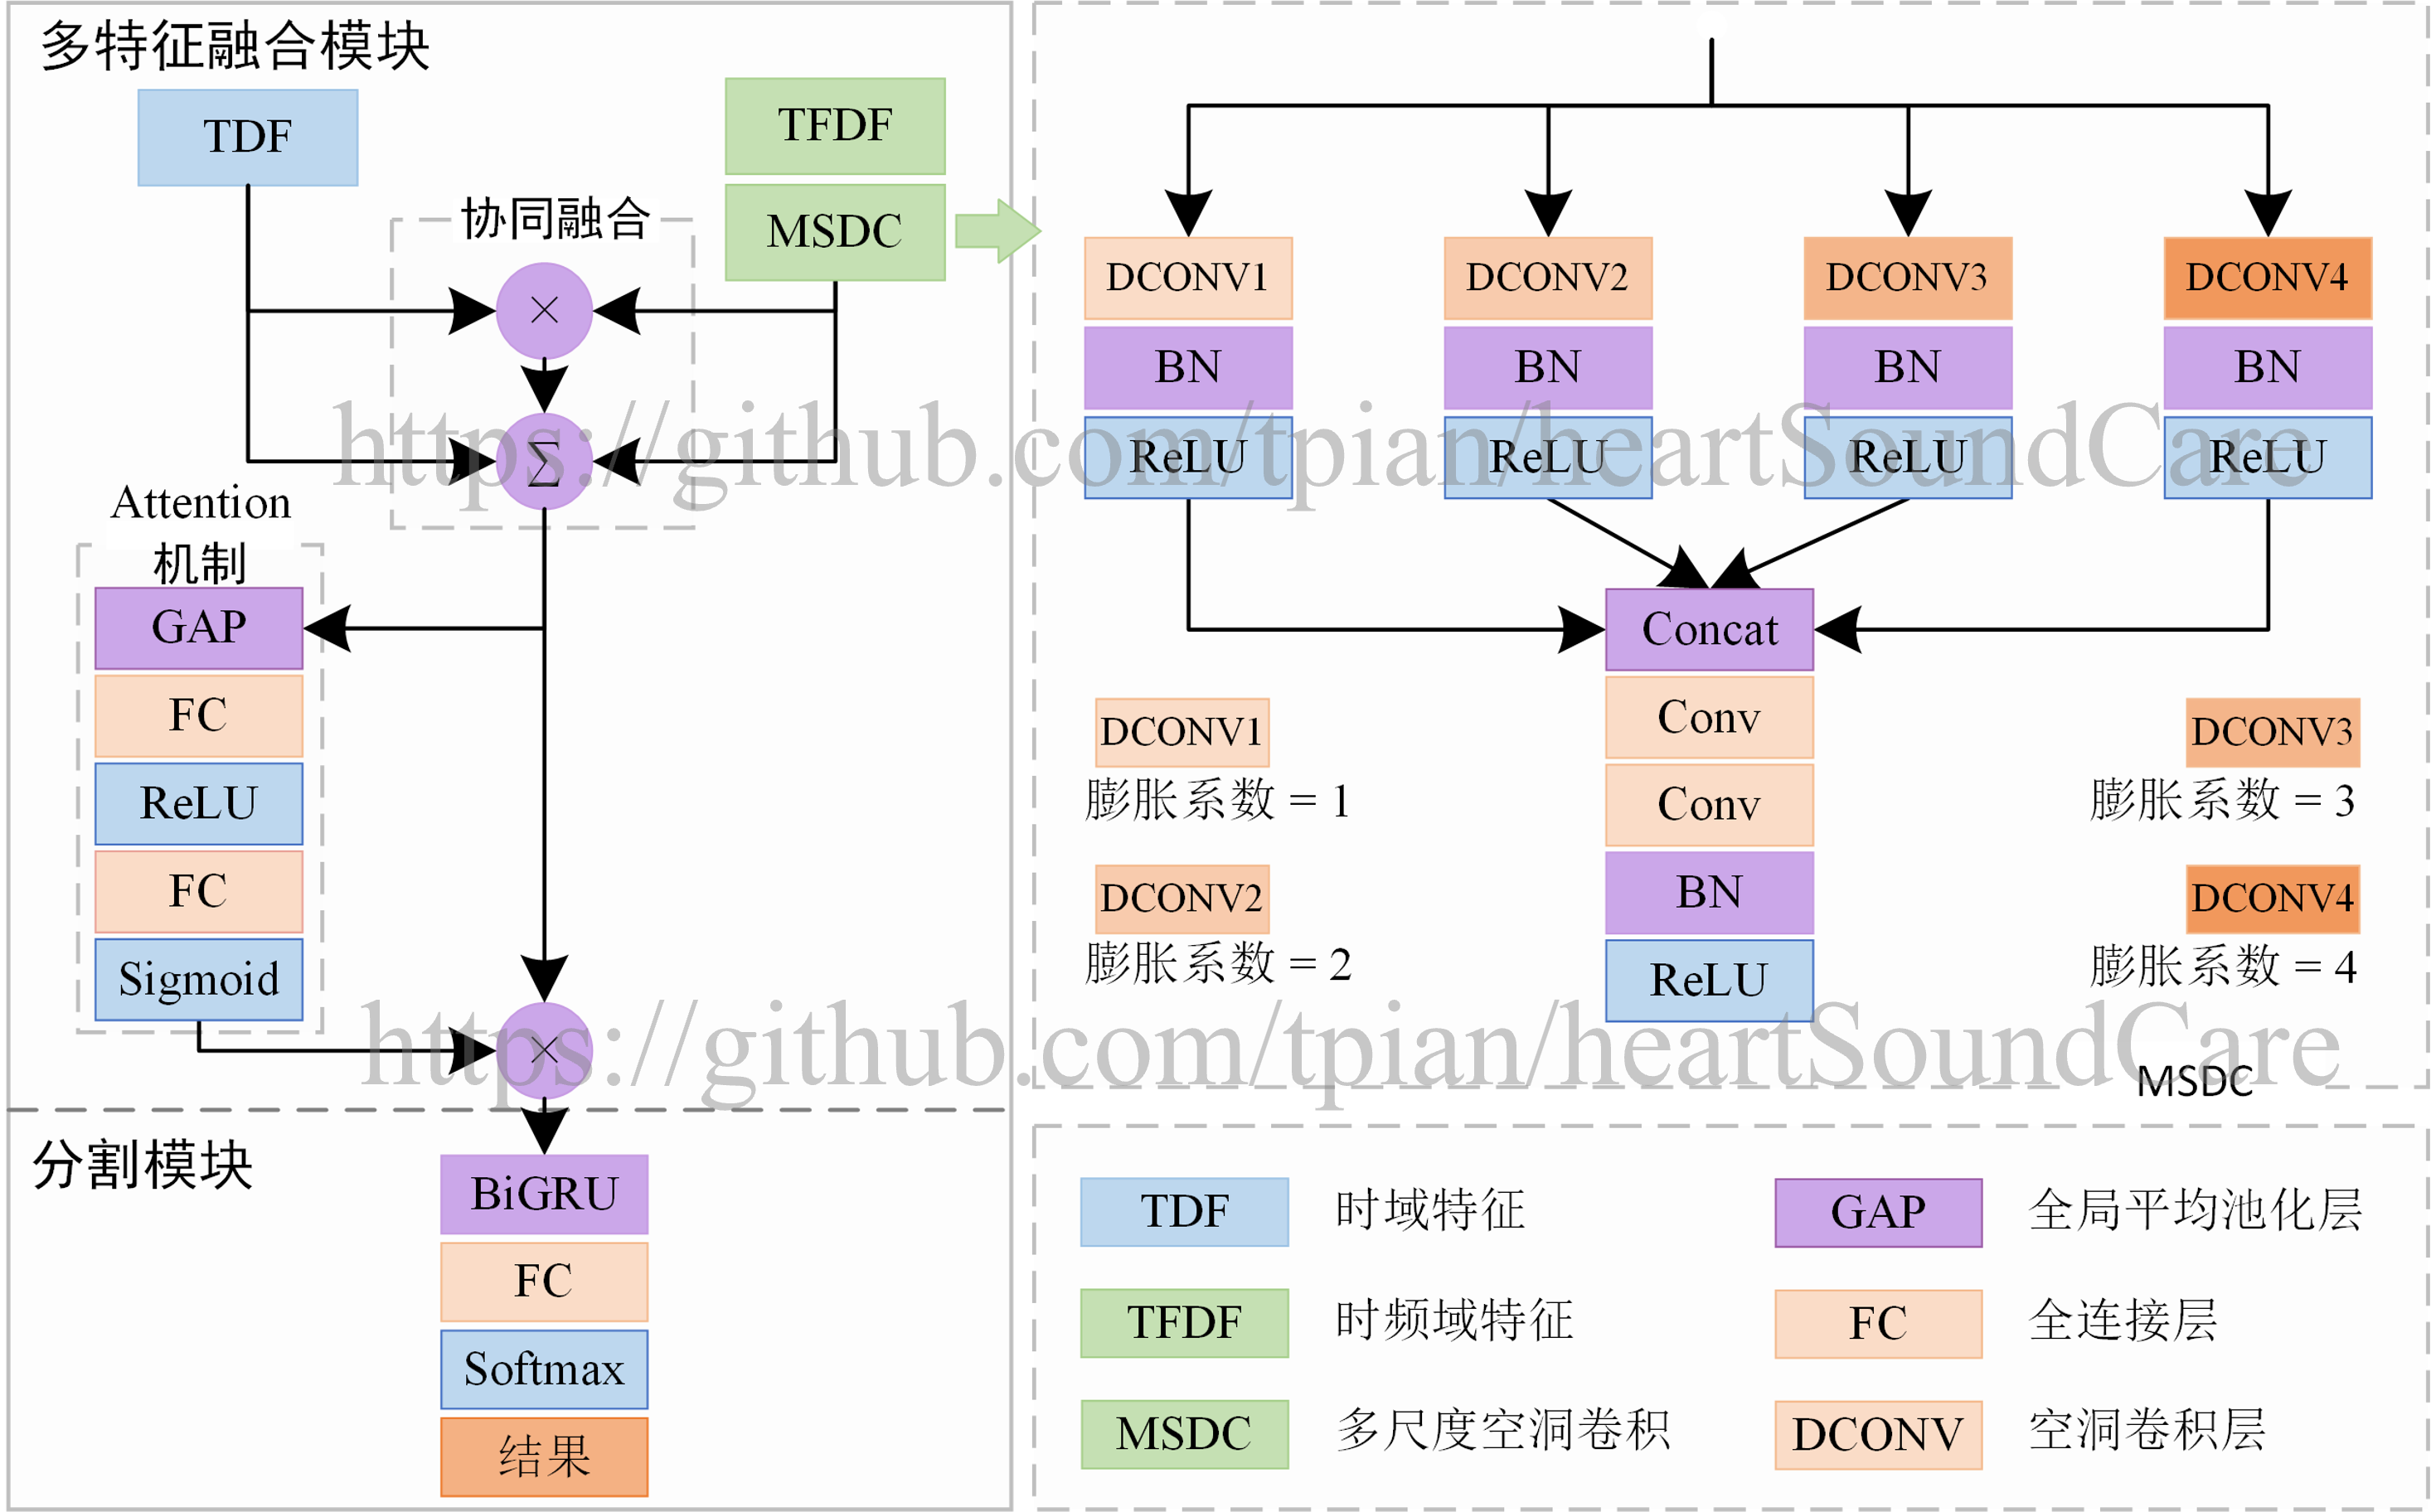 多特征融合模块
TDF
TFDF
MSDC
协同融合
×
∑
Attention
机制
GAP
FC
ReLU
FC
Sigmoid
×
分割模块
BiGRU
FC
Softmax
结果
DCONV1 DCONV2 DCONV3 DCONV4
BN BN BN BN
ReLU ReLU ReLU ReLU
Concat
Conv
Conv
BN
ReLU
DCONV1
膨胀系数 = 1
DCONV2
膨胀系数 = 2
DCONV3
膨胀系数 = 3
DCONV4
膨胀系数 = 4
MSDC
TDF 时域特征
GAP 全局平均池化层
TFDF 时频域特征
FC 全连接层
MSDC 多尺度空洞卷积
DCONV 空洞卷积层
https://github.com/tpian/heartSoundCare
https://github.com/tpian/heartSoundCare